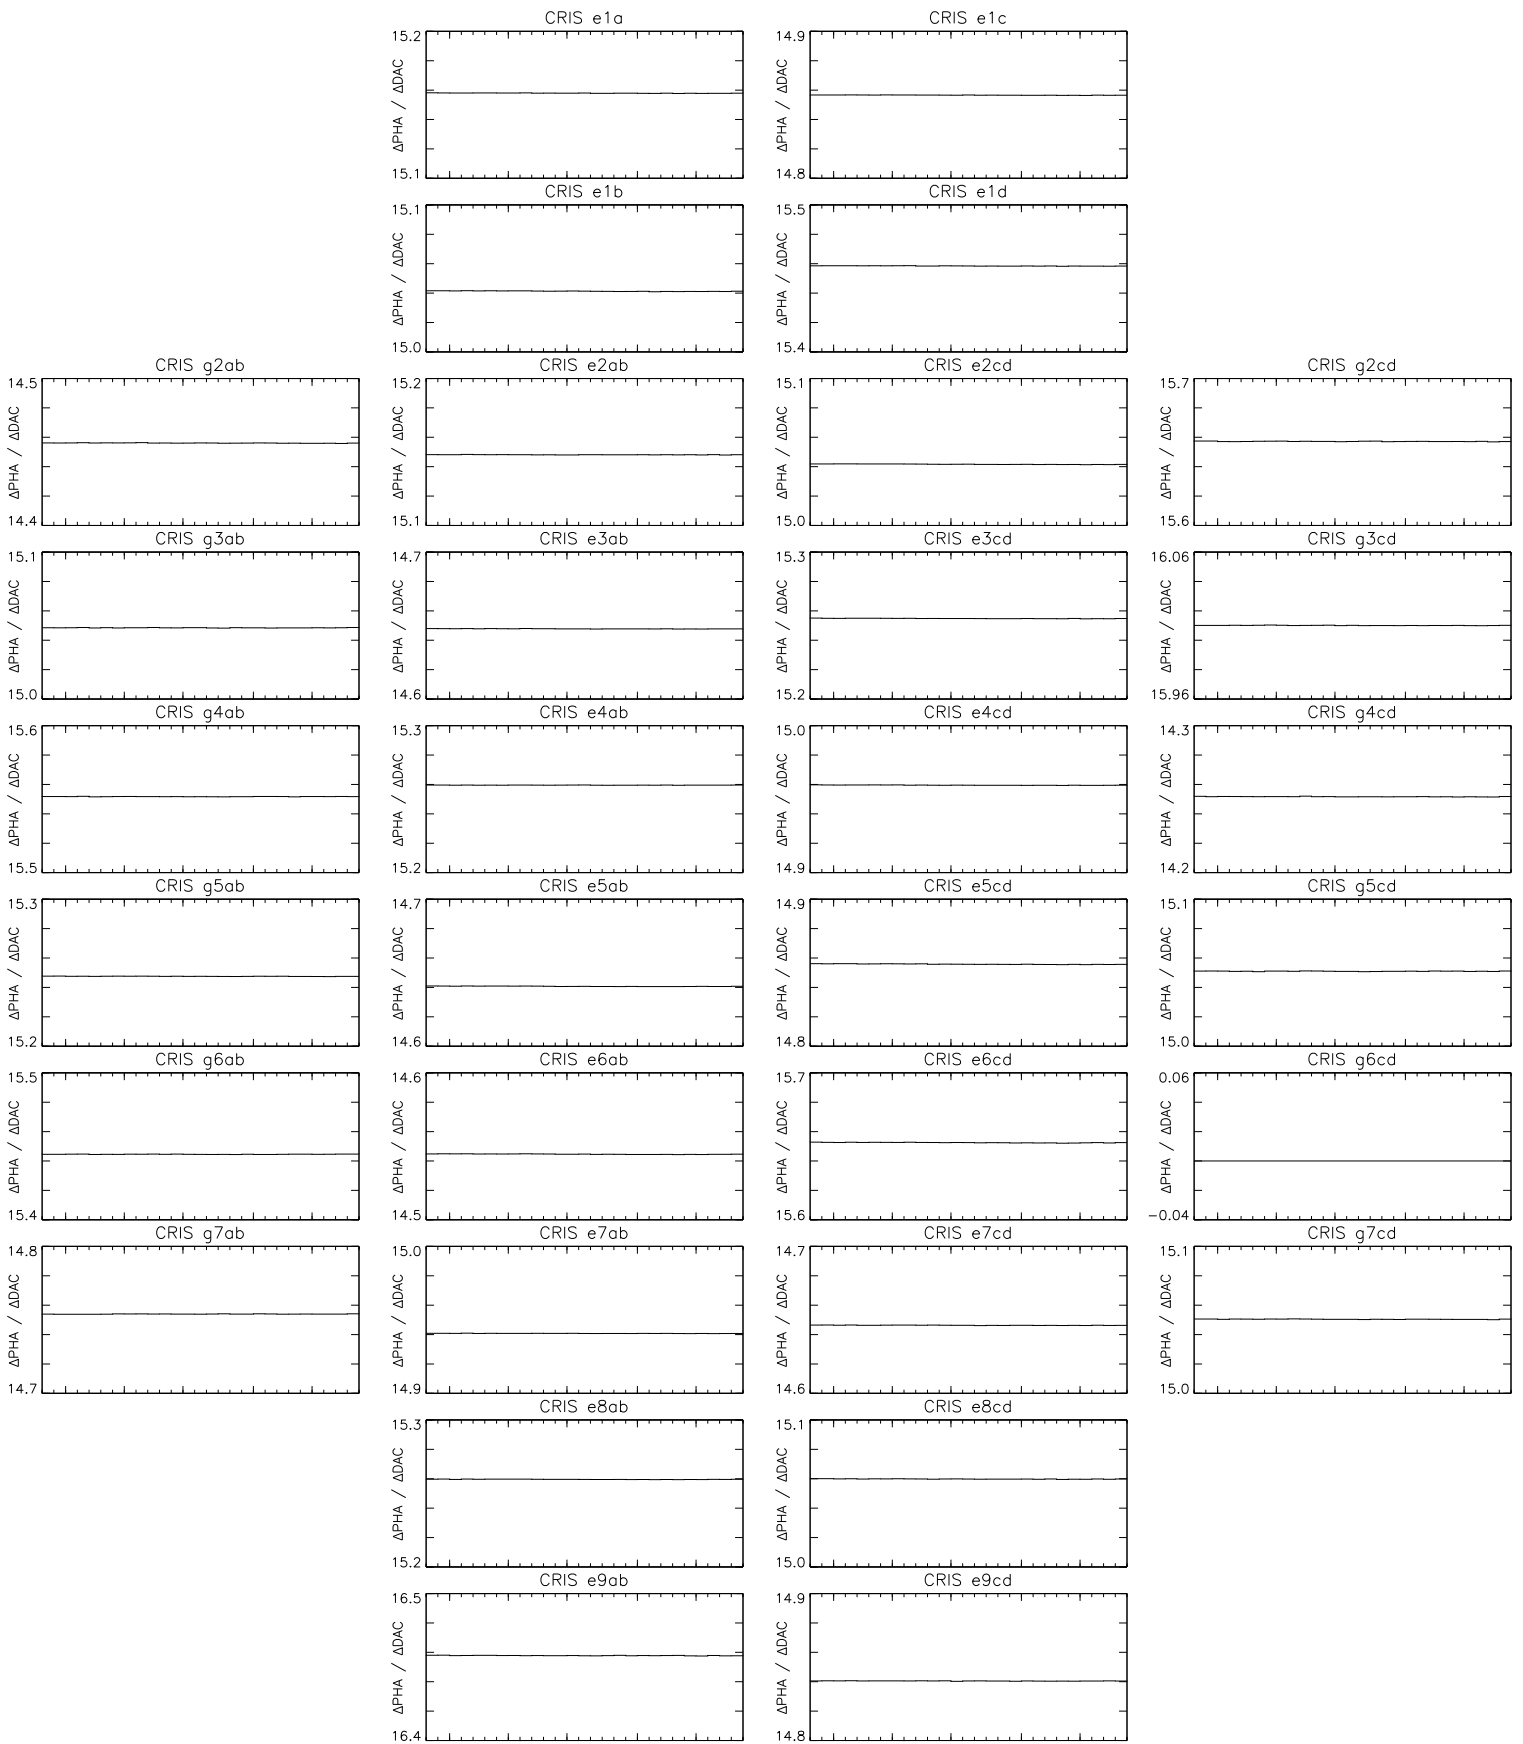 CRIS e1a
15.2
ΔPHA / ΔDAC
15.1
CRIS e1c
14.9
ΔPHA / ΔDAC
14.8
CRIS e1b
15.1
ΔPHA / ΔDAC
15.0
CRIS e1d
15.5
ΔPHA / ΔDAC
15.4
CRIS g2ab
14.5
ΔPHA / ΔDAC
14.4
CRIS e2ab
15.2
ΔPHA / ΔDAC
15.1
CRIS e2cd
15.1
ΔPHA / ΔDAC
15.0
CRIS g2cd
15.7
ΔPHA / ΔDAC
15.6
CRIS g3ab
15.1
ΔPHA / ΔDAC
15.0
CRIS e3ab
14.7
ΔPHA / ΔDAC
14.6
CRIS e3cd
15.3
ΔPHA / ΔDAC
15.2
CRIS g3cd
16.06
ΔPHA / ΔDAC
15.96
CRIS g4ab
15.6
ΔPHA / ΔDAC
15.5
CRIS e4ab
15.3
ΔPHA / ΔDAC
15.2
CRIS e4cd
15.0
ΔPHA / ΔDAC
14.9
CRIS g4cd
14.3
ΔPHA / ΔDAC
14.2
CRIS g5ab
15.3
ΔPHA / ΔDAC
15.2
CRIS e5ab
14.7
ΔPHA / ΔDAC
14.6
CRIS e5cd
14.9
ΔPHA / ΔDAC
14.8
CRIS g5cd
15.1
ΔPHA / ΔDAC
15.0
CRIS g6ab
15.5
ΔPHA / ΔDAC
15.4
CRIS e6ab
14.6
ΔPHA / ΔDAC
14.5
CRIS e6cd
15.7
ΔPHA / ΔDAC
15.6
CRIS g6cd
0.06
ΔPHA / ΔDAC
−0.04
CRIS g7ab
14.8
ΔPHA / ΔDAC
14.7
CRIS e7ab
15.0
ΔPHA / ΔDAC
14.9
CRIS e7cd
14.7
ΔPHA / ΔDAC
14.6
CRIS g7cd
15.1
ΔPHA / ΔDAC
15.0
CRIS e8ab
15.3
ΔPHA / ΔDAC
15.2
CRIS e8cd
15.1
ΔPHA / ΔDAC
15.0
CRIS e9ab
16.5
ΔPHA / ΔDAC
16.4
CRIS e9cd
14.9
ΔPHA / ΔDAC
14.8